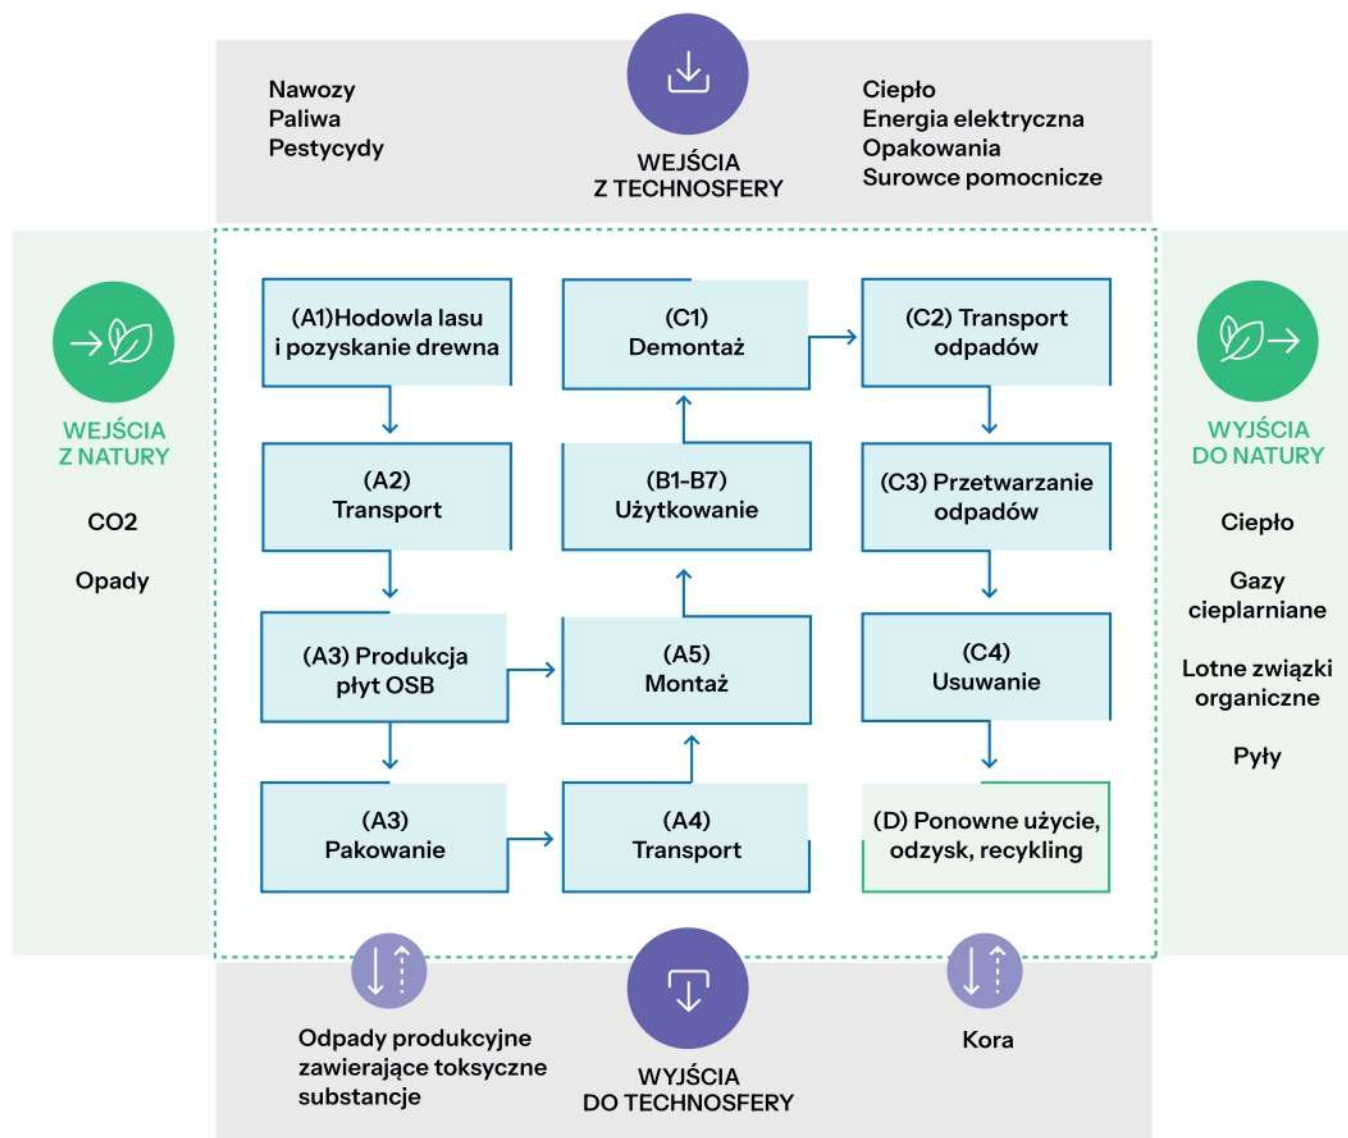 Nawozy
Paliwa
Pestycydy
WEJŚCIA
Z TECHNOSFERY
Ciepło
Energia elektryczna
Opakowania
Surowce pomocnicze
WEJŚCIA
Z NATURY
CO2
Opady
(A1)Hodowla lasu
i pozyskanie drewna
(C1)
Demontaż
(C2) Transport
odpadów
(A2)
Transport
(B1-B7)
Użytkowanie
(C3) Przetwarzanie
odpadów
(A3) Produkcja
płyt OSB
(A5)
Montaż
(C4)
Usuwanie
(A3)
Pakowanie
(A4)
Transport
(D) Ponowne użycie,
odzysk, recykling
WYJŚCIA
DO NATURY
Ciepło
Gazy
cieplarniane
Lotne związki
organiczne
Pyły
Odpady produkcyjne
zawierające toksyczne
substancje
WYJŚCIA
DO TECHNOSFERY
Kora